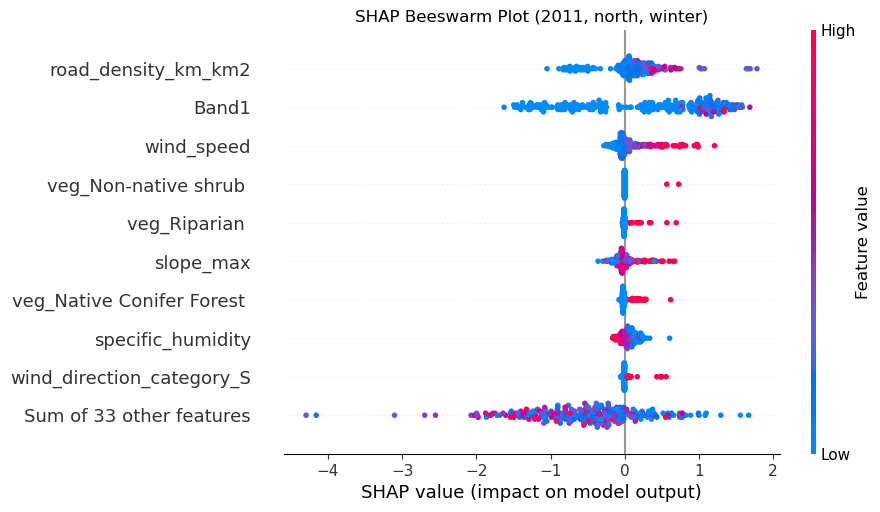 SHAP Beeswarm Plot (2011, north, winter)
High
road_density_km_km2
Band1
wind_speed
veg_Non-native shrub
veg_Riparian
slope_max
veg_Native Conifer Forest
specific_humidity
wind_direction_category_S
Sum of 33 other features
Feature value
Low
−4 −3 −2 −1 0 1 2
SHAP value (impact on model output)